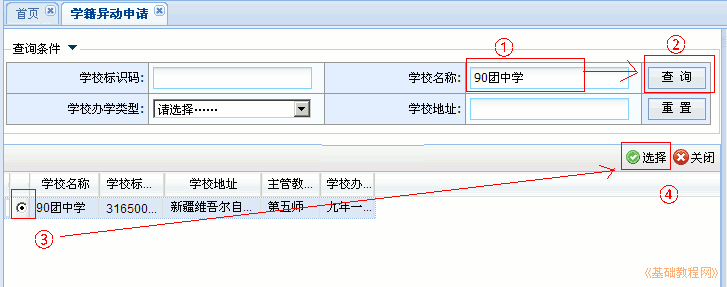 首页 学籍异动申请
查询条件
① ②
学校标识码: 学校名称: 90团中学 查 询
学校办学类型: 请选择…… 学校地址: 重 置
选择 关闭
④
学校名称 学校标... 学校地址 主管教... 学校办...
90团中学 316500... 新疆维吾尔自... 第五师 九年一...
③
《基础教程网》